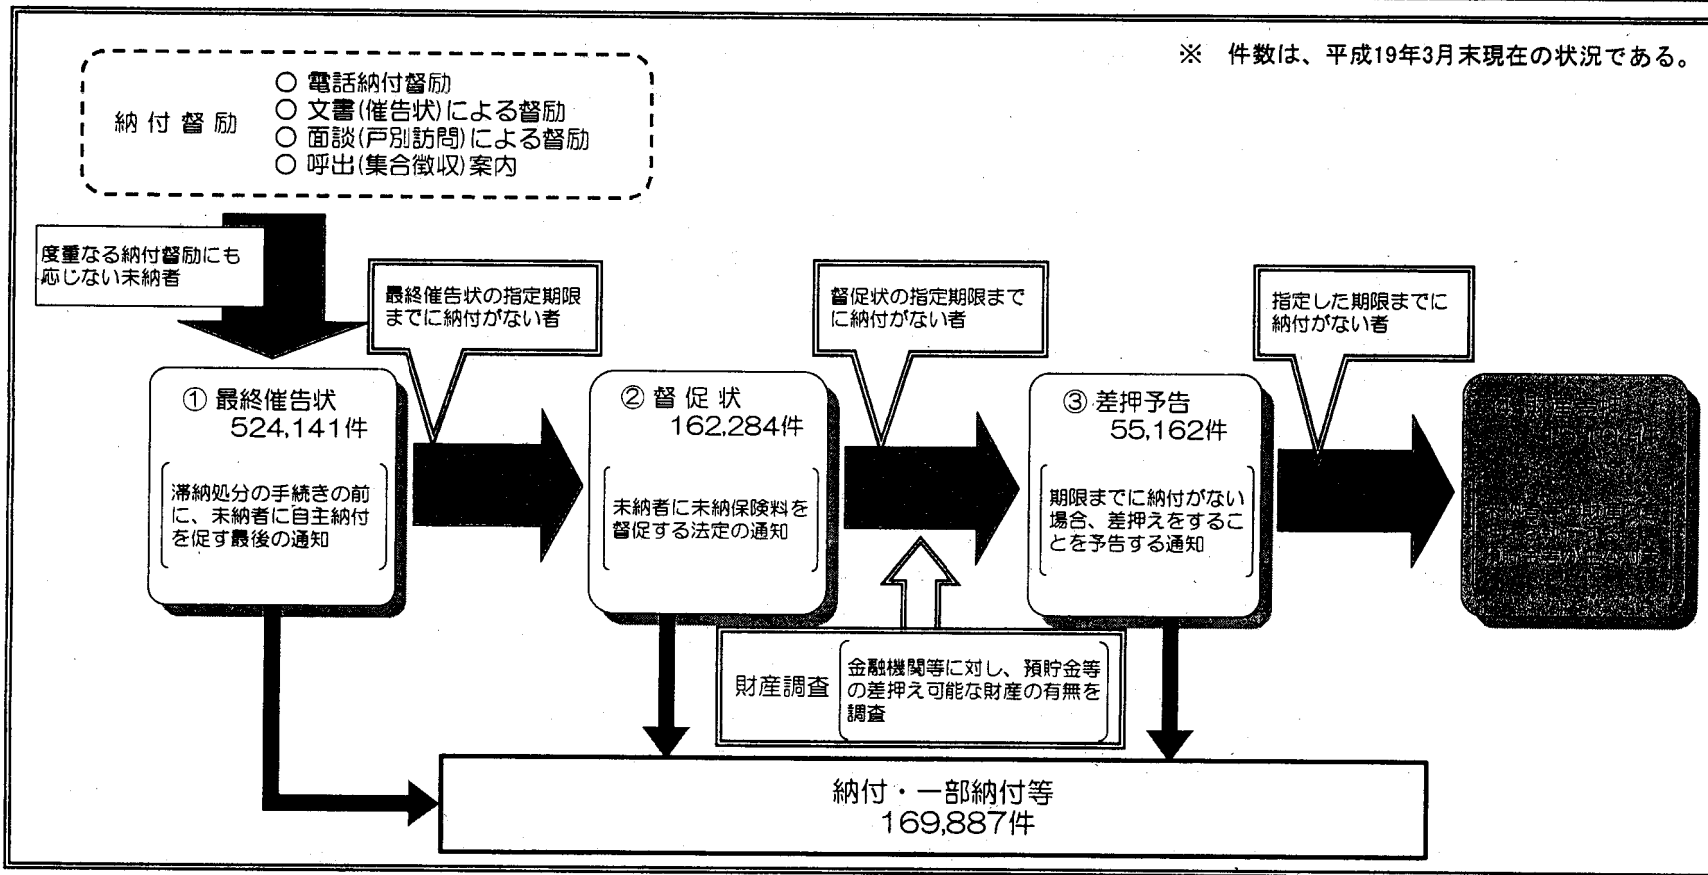 ※ 件数は、平成19年3月末現在の状況である。
納付督励
○ 電話納付督励
○ 文書(催告状)による督励
○ 面談(戸別訪問)による督励
○ 呼出(集合徴収)案内
度重なる納付督励にも
応じない未納者
最終催告状の指定期限
までに納付がない者
督促状の指定期限まで
に納付がない者
指定した期限までに
納付がない者
① 最終催告状
524,141件
滞納処分の手続きの前
に、未納者に自主納付
を促す最後の通知
② 督促状
162,284件
未納者に未納保険料を
督促する法定の通知
③ 差押予告
55,162件
期限までに納付がない
場合、差押えをするこ
とを予告する通知
財産調査
金融機関等に対し、預貯金等
の差押え可能な財産の有無を
調査
納付・一部納付等
169,887件